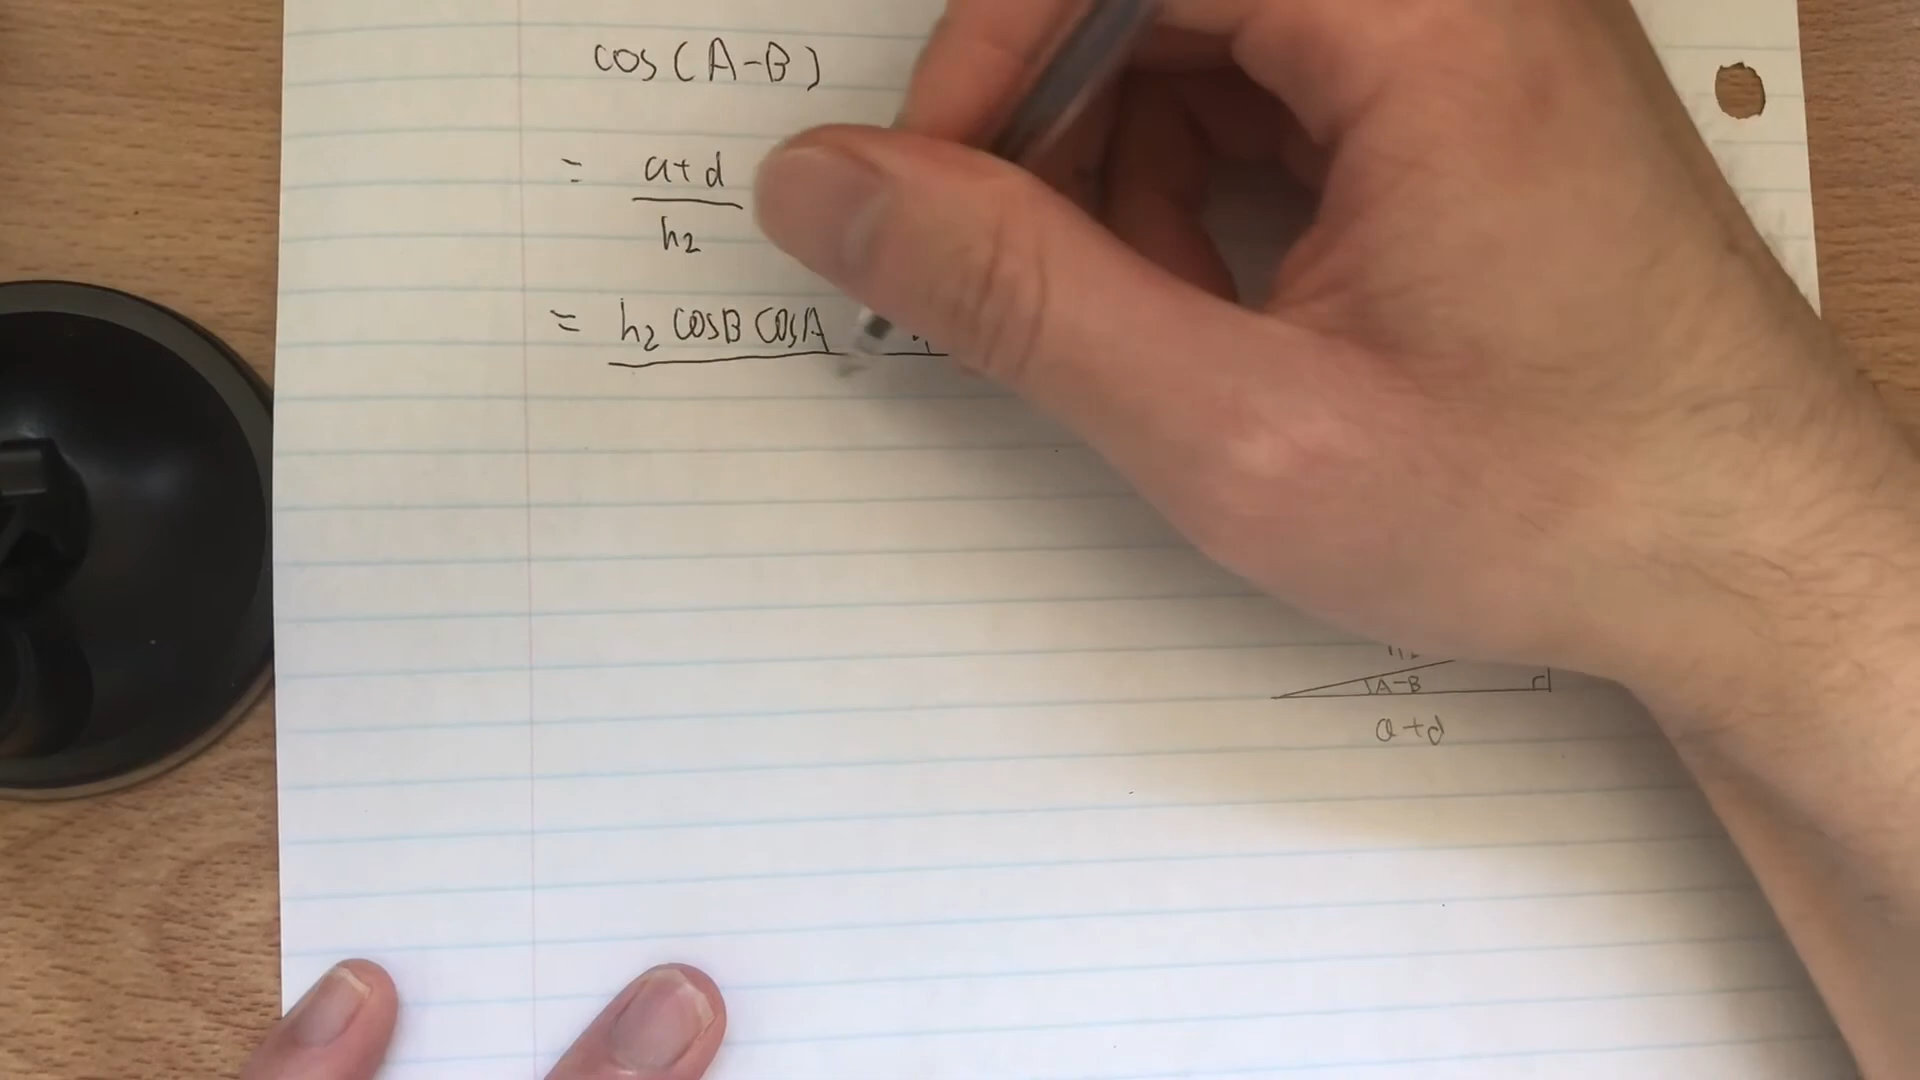 cos(A-B)
= a+d
h₂
= h₂ cosB cosA
A-B
a+d